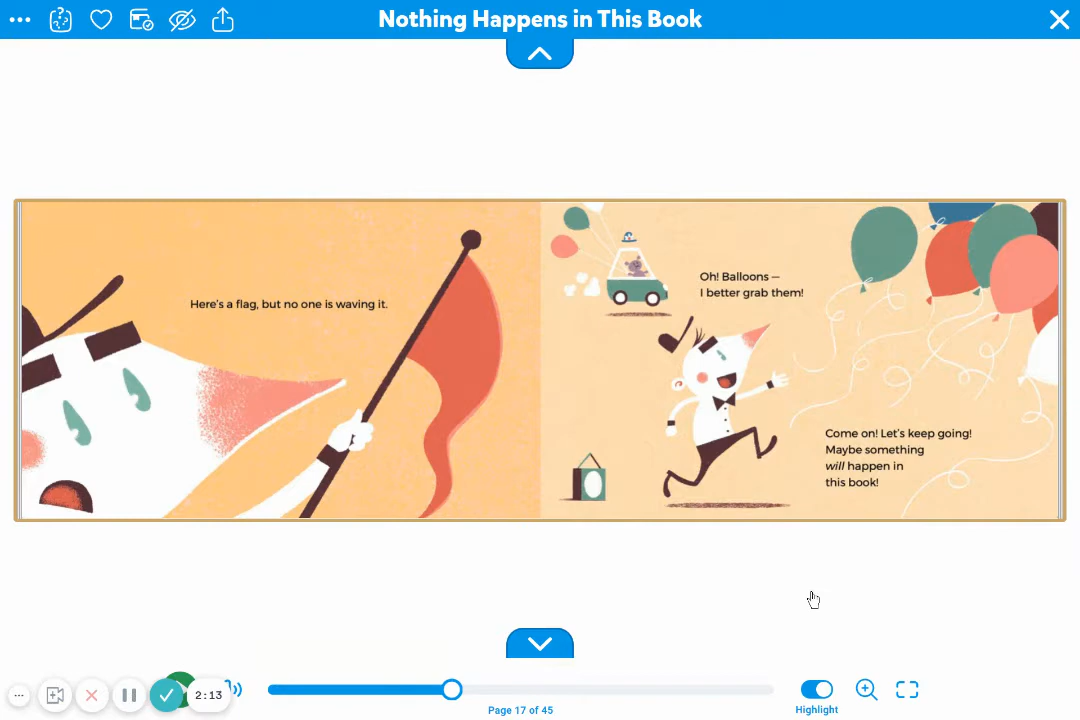 Nothing Happens in This Book
Here's a flag, but no one is waving it.
Oh! Balloons —
I better grab them!
Come on! Let's keep going!
Maybe something
will happen in
this book!
2:13
Page 17 of 45
Highlight